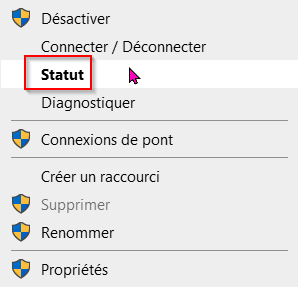 Désactiver
Connecter / Déconnecter
Statut
Diagnostiquer
Connexions de pont
Créer un raccourci
Supprimer
Renommer
Propriétés